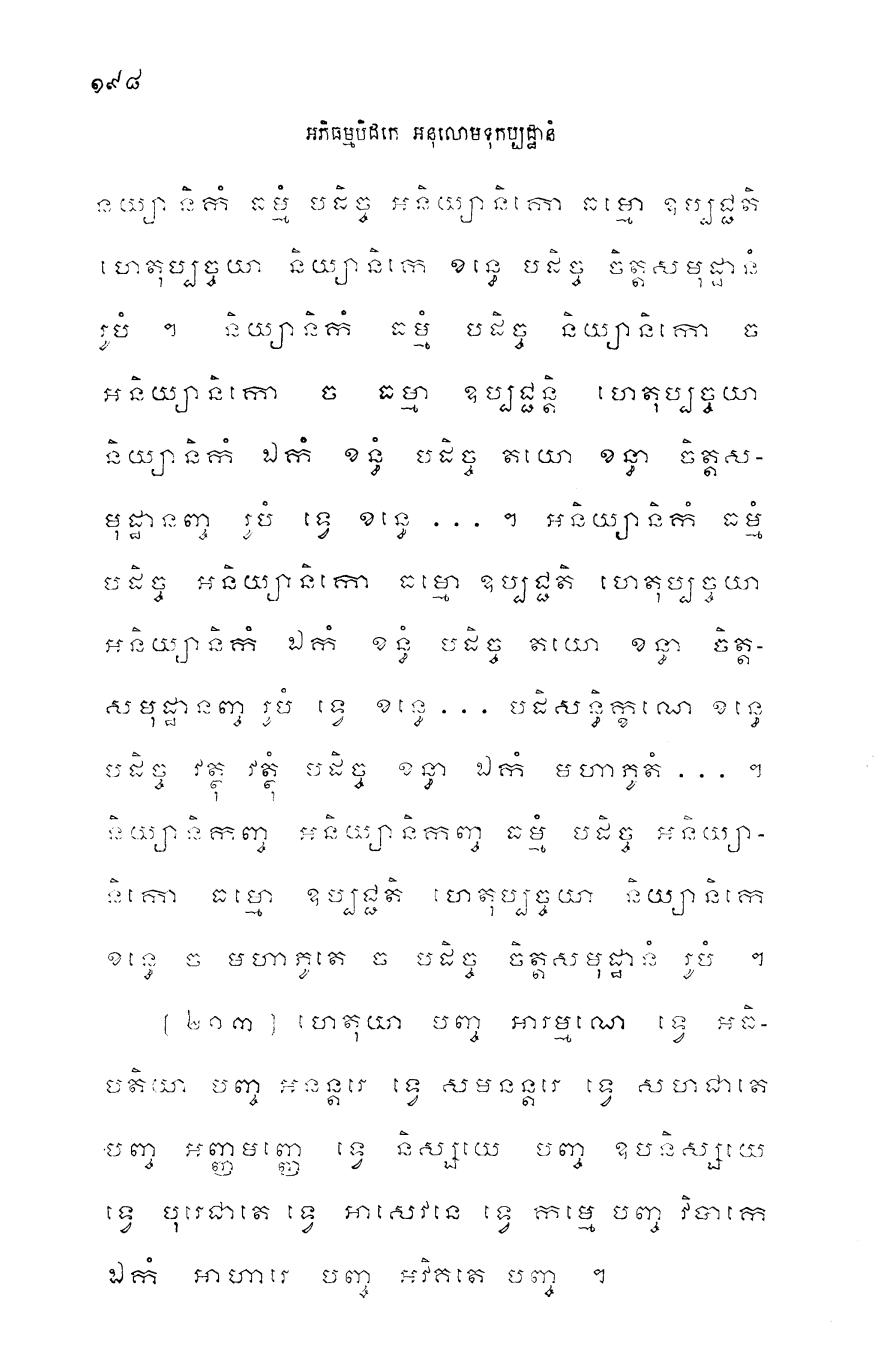 ១៩៨
អភិធម្មបិដកេ អនុលោមទុកប្បដ្ឋានំ
នយ្យានិកំ ធម្មំ បដិច្ច អនិយ្យានិកោ ធម្មោ ឧប្បជ្ជតិ
ហេតុប្បច្ចយា និយ្យានិកេ ខន្ធេ បដិច្ច ចិត្តសមុដ្ឋានំ
រូបំ ។ និយ្យានិកំ ធម្មំ បដិច្ច និយ្យានិកោ ច
អនិយ្យានិកោ ច ធម្មា ឧប្បជ្ជន្តិ ហេតុប្បច្ចយា
និយ្យានិកំ ឯកំ ខន្ធំ បដិច្ច តយោ ខន្ធា ចិត្តស-
មុដ្ឋានញ្ច រូបំ ទ្វេ ខន្ធេ ... ។ អនិយ្យានិកំ ធម្មំ
បដិច្ច អនិយ្យានិកោ ធម្មោ ឧប្បជ្ជតិ ហេតុប្បច្ចយា
អនិយ្យានិកំ ឯកំ ខន្ធំ បដិច្ច តយោ ខន្ធា ចិត្ត-
សមុដ្ឋានញ្ច រូបំ ទ្វេ ខន្ធេ ... បដិសន្ធិក្ខណេ ខន្ធេ
បដិច្ច វត្ថុ វត្ថុំ បដិច្ច ខន្ធា ឯកំ មហាភូតំ ... ។
និយ្យានិកញ្ច អនិយ្យានិកញ្ច ធម្មំ បដិច្ច អនិយ្យា-
និកោ ធម្មោ ឧប្បជ្ជតិ ហេតុប្បច្ចយា និយ្យានិកេ
ខន្ធេ ច មហាភូតេ ច បដិច្ច ចិត្តសមុដ្ឋានំ រូបំ ។
[២១៣] ហេតុយា បញ្ច អារម្មណេ ទ្វេ អធិ-
បតិយា បញ្ច អនន្តរេ ទ្វេ សមនន្តរេ ទ្វេ សហជាតេ
បញ្ច អញ្ញមញ្ញេ ទ្វេ និស្សយេ បញ្ច ឧបនិស្សយេ
ទ្វេ បុរេជាតេ ទ្វេ អាសេវនេ ទ្វេ កម្មេ បញ្ច វិបាកេ
ឯកំ អាហារេ បញ្ច អវិគតេ បញ្ច ។